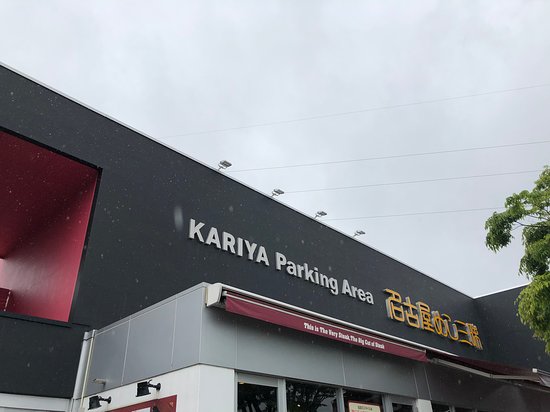 KARIYA Parking Area
名古屋めし三昧
This is The Very Steak, The Big Cut of Steak